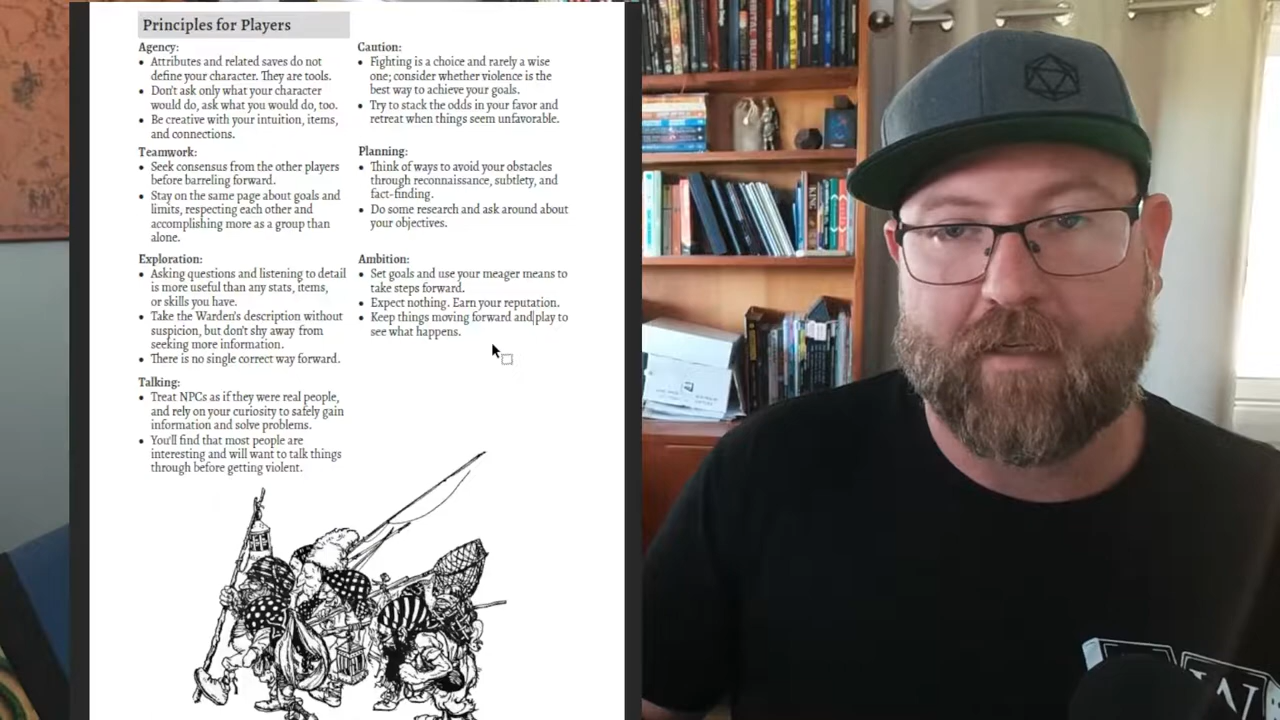 Principles for Players
Agency:
• Attributes and related saves do not
define your character. They are tools.
• Don't ask only what your character
would do, ask what you would do, too.
• Be creative with your intuition, items,
and connections.
Teamwork:
• Seek consensus from the other players
before barreling forward.
• Stay on the same page about goals and
limits, respecting each other and
accomplishing more as a group than
alone.
Exploration:
• Asking questions and listening to detail
is more useful than any stats, items,
or skills you have.
• Take the Warden's description without
suspicion, but don't shy away from
seeking more information.
• There is no single correct way forward.
Talking:
• Treat NPCs as if they were real people,
and rely on your curiosity to safely gain
information and solve problems.
• You'll find that most people are
interesting and will want to talk things
through before getting violent.
Caution:
• Fighting is a choice and rarely a wise
one; consider whether violence is the
best way to achieve your goals.
• Try to stack the odds in your favor and
retreat when things seem unfavorable.
Planning:
• Think of ways to avoid your obstacles
through reconnaissance, subtlety, and
fact-finding.
• Do some research and ask around about
your objectives.
Ambition:
• Set goals and use your meager means to
take steps forward.
• Expect nothing. Earn your reputation.
• Keep things moving forward and play to
see what happens.
KING
W